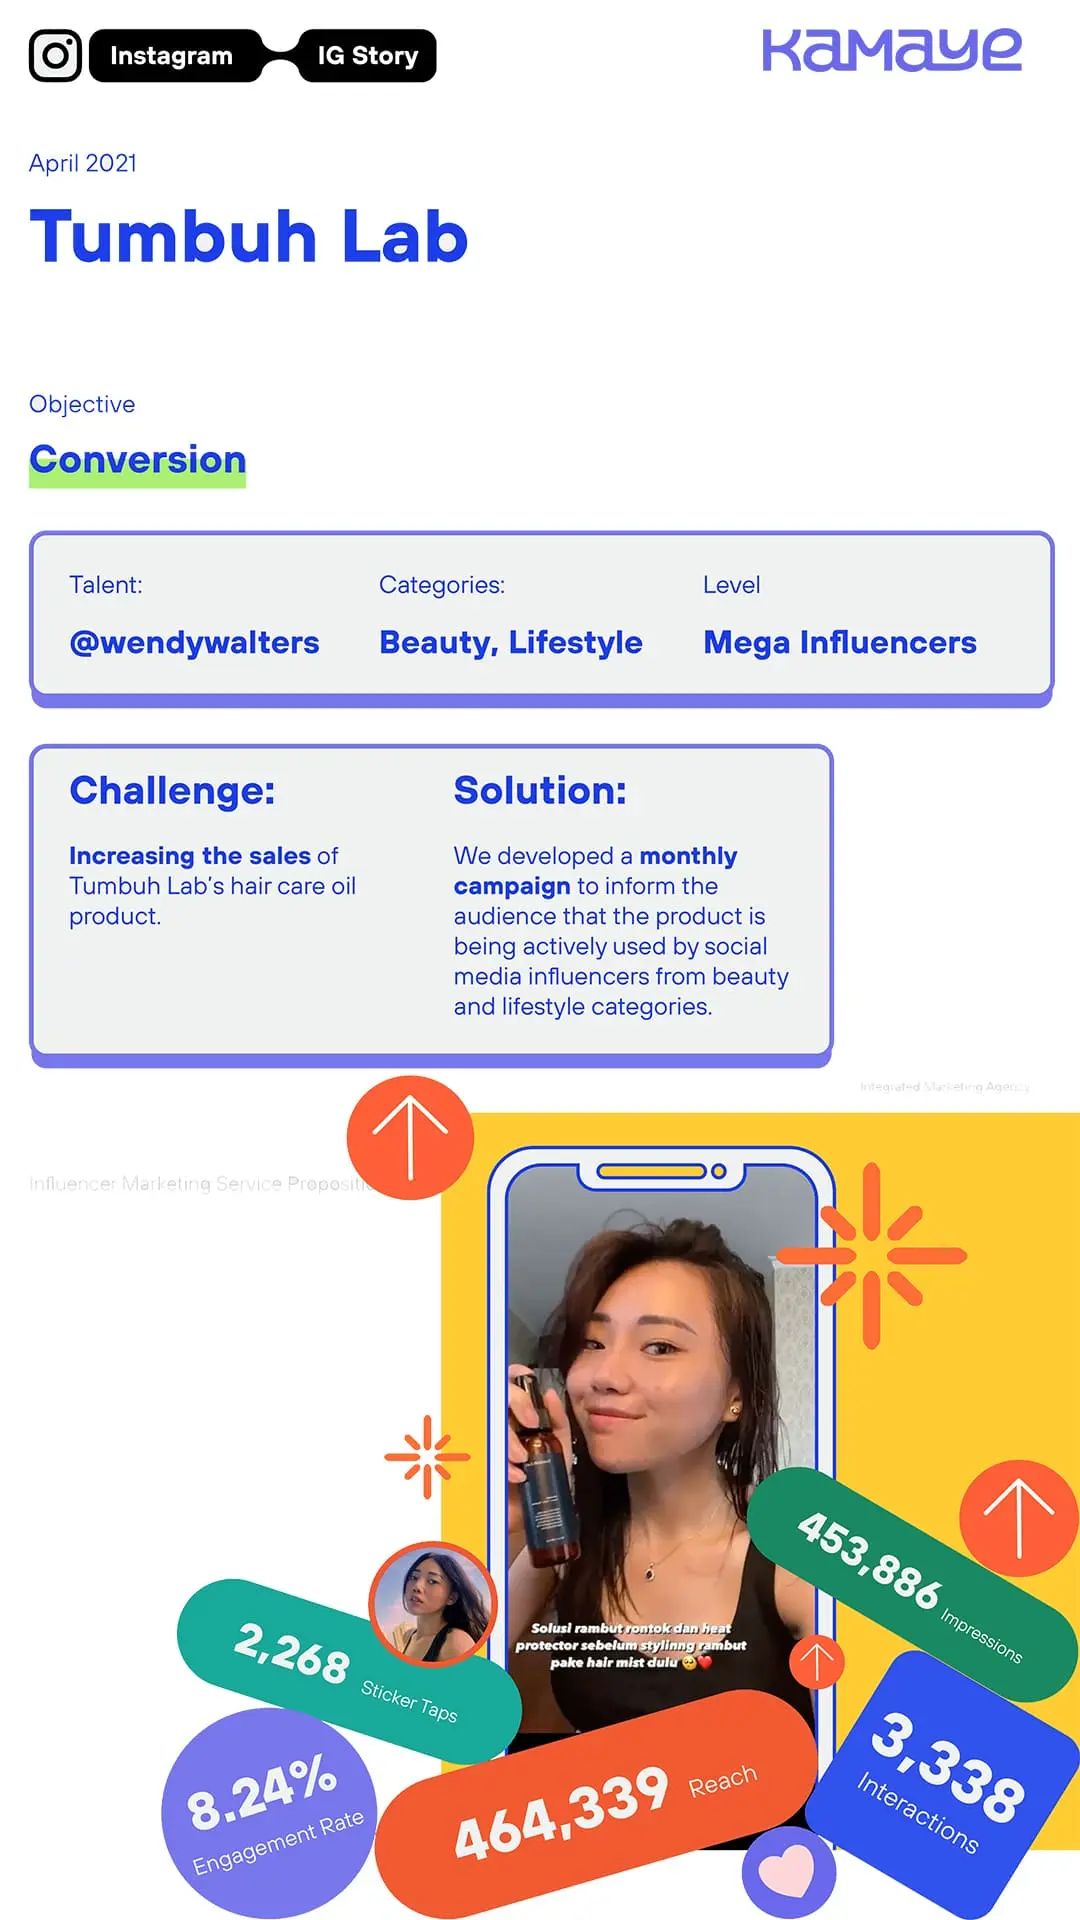 Instagram
IG Story
KAMAYE
April 2021
Tumbuh Lab
Objective
Conversion
Talent:
@wendywalters
Categories:
Beauty, Lifestyle
Level
Mega Influencers
Challenge:
Increasing the sales of
Tumbuh Lab's hair care oil
product.
Solution:
We developed a monthly
campaign to inform the
audience that the product is
being actively used by social
media influencers from beauty
and lifestyle categories.
Integrated Marketing Agency
Influencer Marketing Service Propositi
Solusi rambut rontok dan heat
protector sebelum stylinng rambut
pake hair mist dulu 🥺❤️
453,886 Impressions
2,268 Sticker Taps
8.24%
Engagement Rate
464,339 Reach
3,338
Interactions